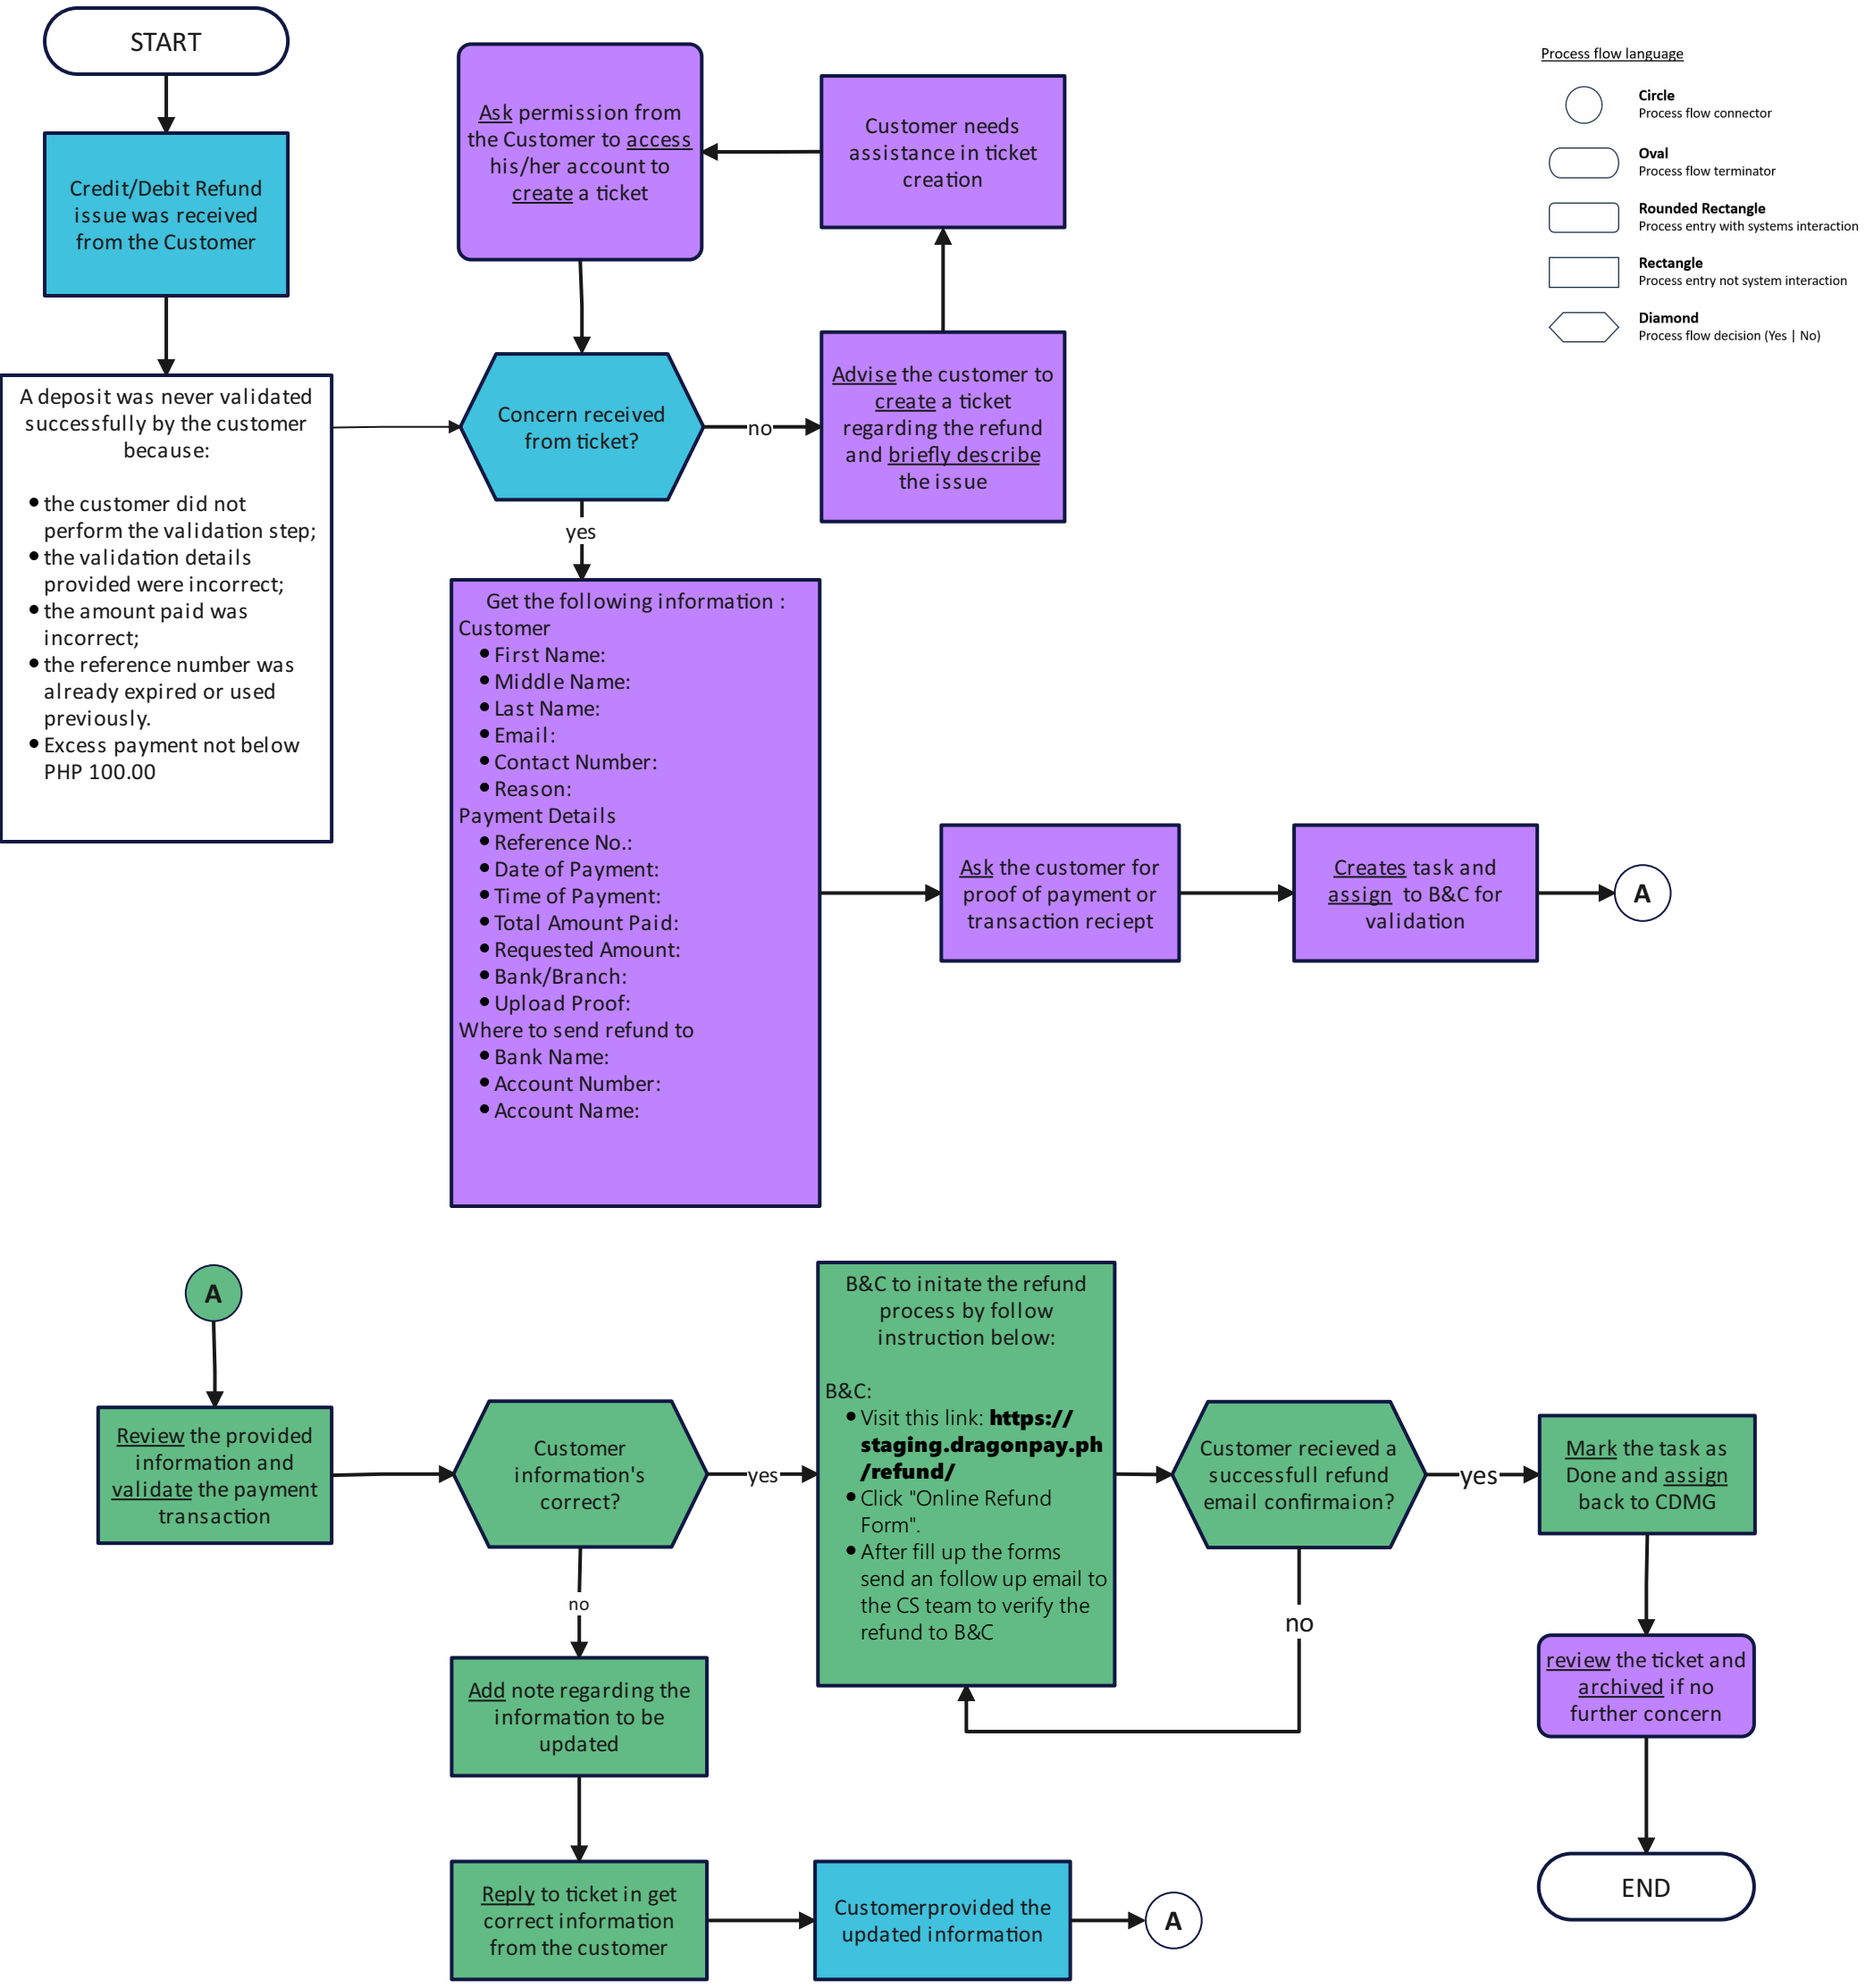 START
Credit/Debit Refund
issue was received
from the Customer
A deposit was never validated
successfully by the customer
because:
• the customer did not
perform the validation step;
• the validation details
provided were incorrect;
• the amount paid was
incorrect;
• the reference number was
already expired or used
previously.
• Excess payment not below
PHP 100.00
Ask permission from
the Customer to access
his/her account to
create a ticket
Customer needs
assistance in ticket
creation
Concern received
from ticket?
no
Advise the customer to
create a ticket
regarding the refund
and briefly describe
the issue
yes
Get the following information :
Customer
• First Name:
• Middle Name:
• Last Name:
• Email:
• Contact Number:
• Reason:
Payment Details
• Reference No.:
• Date of Payment:
• Time of Payment:
• Total Amount Paid:
• Requested Amount:
• Bank/Branch:
• Upload Proof:
Where to send refund to
• Bank Name:
• Account Number:
• Account Name:
Ask the customer for
proof of payment or
transaction reciept
Creates task and
assign to B&C for
validation
A
Process flow language
Circle
Process flow connector
Oval
Process flow terminator
Rounded Rectangle
Process entry with systems interaction
Rectangle
Process entry not system interaction
Diamond
Process flow decision (Yes | No)
A
Review the provided
information and
validate the payment
transaction
Customer
information's
correct?
yes
no
B&C to initate the refund
process by follow
instruction below:
B&C:
• Visit this link: https://
staging.dragonpay.ph
/refund/
• Click "Online Refund
Form".
• After fill up the forms
send an follow up email to
the CS team to verify the
refund to B&C
Customer recieved a
successfull refund
email confirmaion?
yes
no
Mark the task as
Done and assign
back to CDMG
review the ticket and
archived if no
further concern
END
Add note regarding the
information to be
updated
Reply to ticket in get
correct information
from the customer
Customerprovided the
updated information
A